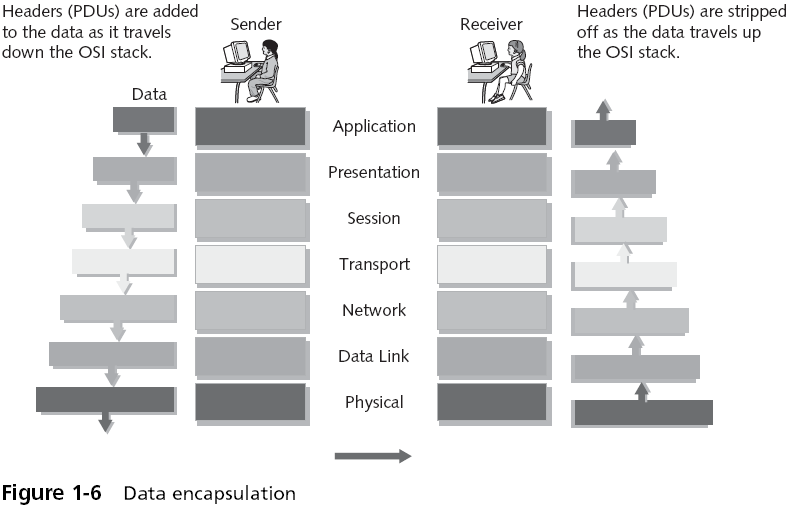 Headers (PDUs) are added
to the data as it travels
down the OSI stack.
Sender
Receiver
Headers (PDUs) are stripped
off as the data travels up
the OSI stack.
Data
Application
Presentation
Session
Transport
Network
Data Link
Physical
Figure 1-6 Data encapsulation